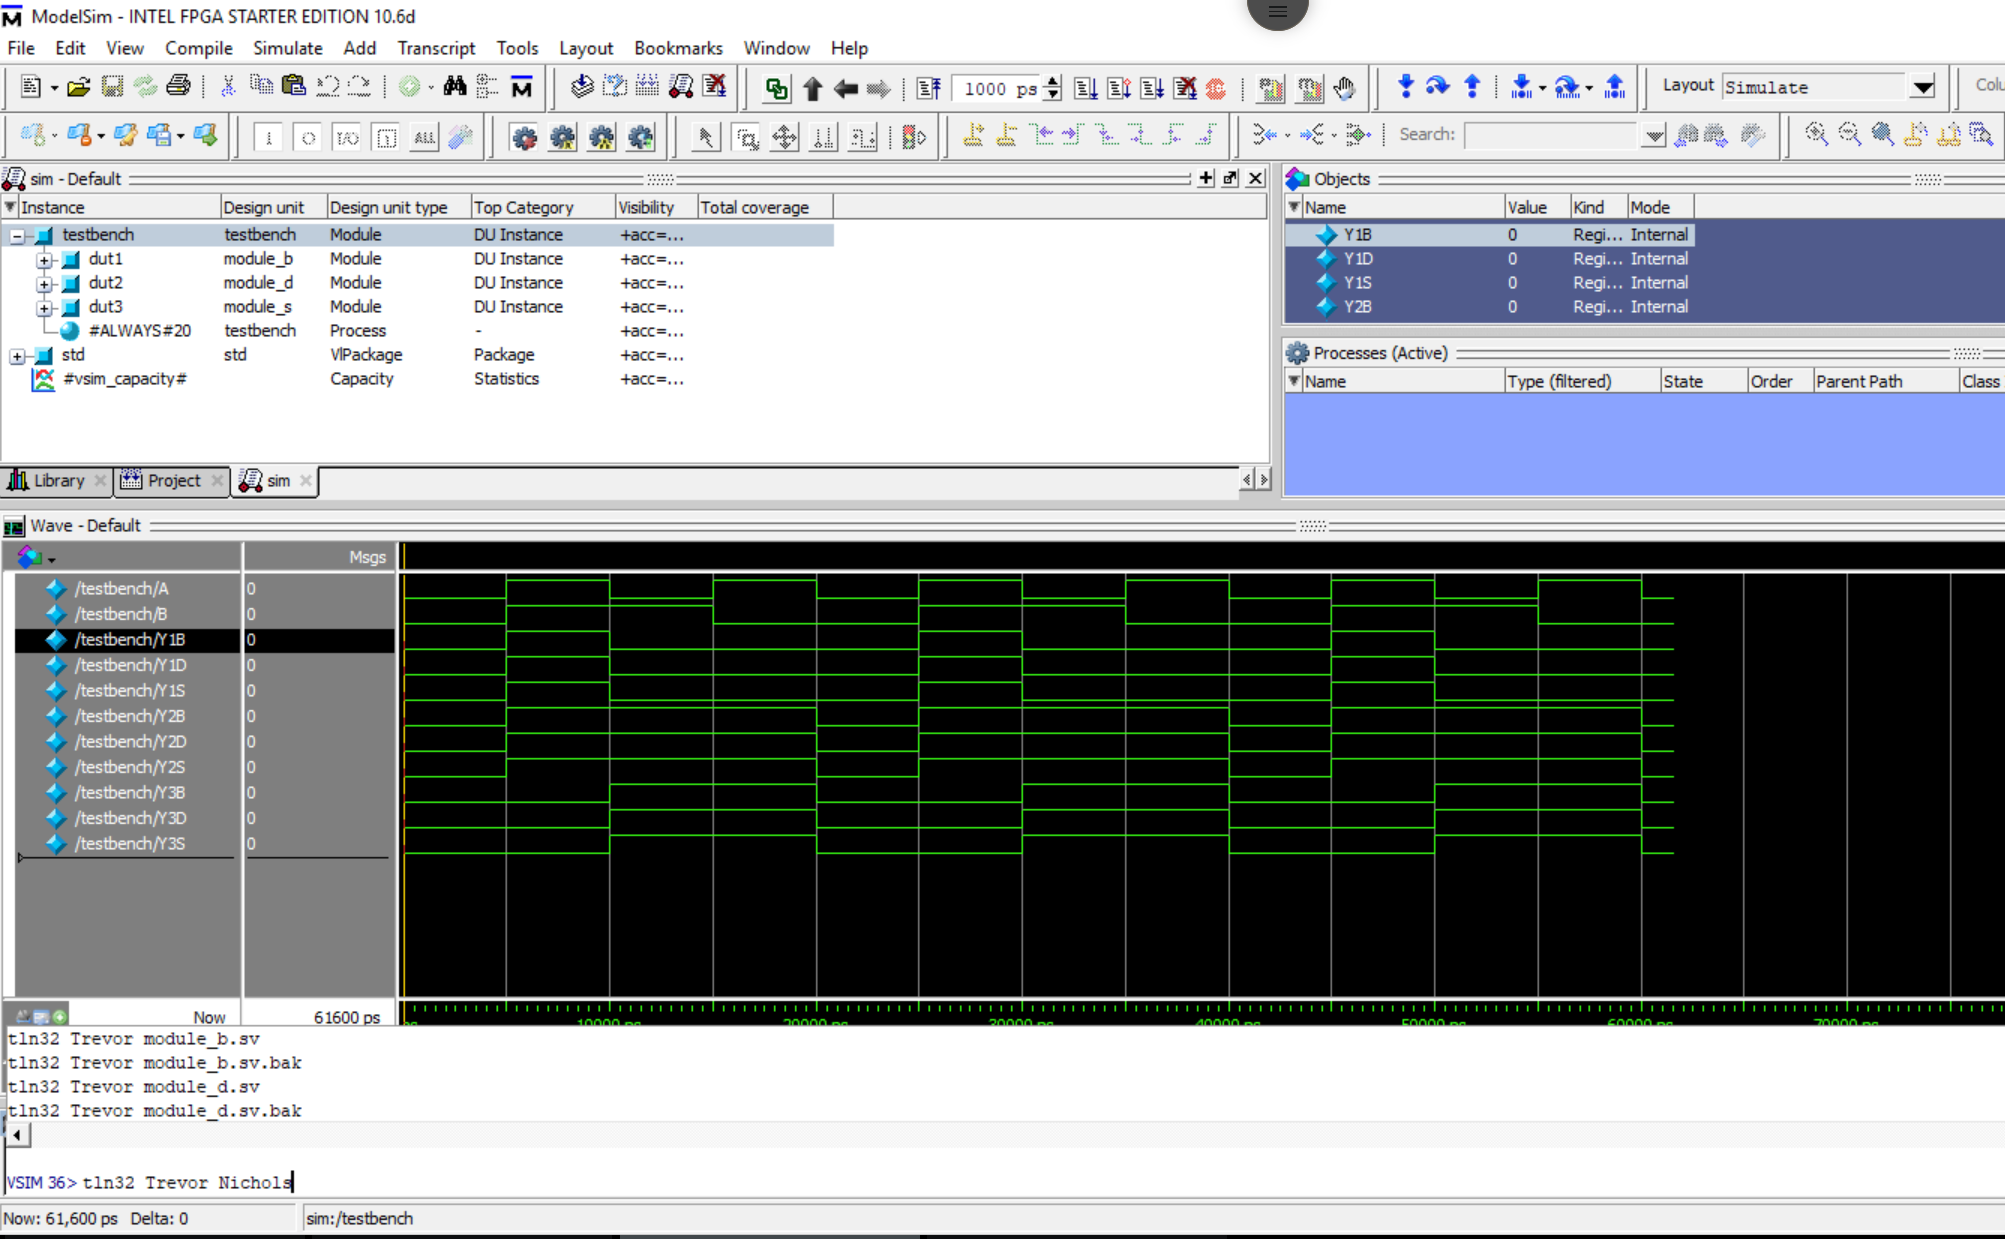 ModelSim - INTEL FPGA STARTER EDITION 10.6d
File Edit View Compile Simulate Add Transcript Tools Layout Bookmarks Window Help
1000 ps
Layout Simulate
ALL
Search:
sim - Default
Instance Design unit Design unit type Top Category Visibility Total coverage
testbench testbench Module DU Instance +acc=...
dut1 module_b Module DU Instance +acc=...
dut2 module_d Module DU Instance +acc=...
dut3 module_s Module DU Instance +acc=...
#ALWAYS#20 testbench Process - +acc=...
std std VlPackage Package +acc=...
#vsim_capacity# Capacity Statistics +acc=...
Objects
Name Value Kind Mode
Y1B 0 Regi... Internal
Y1D 0 Regi... Internal
Y1S 0 Regi... Internal
Y2B 0 Regi... Internal
Processes (Active)
Name Type (filtered) State Order Parent Path Class
Library Project sim
Wave - Default
Msgs
/testbench/A 0
/testbench/B 0
/testbench/Y1B 0
/testbench/Y1D 0
/testbench/Y1S 0
/testbench/Y2B 0
/testbench/Y2D 0
/testbench/Y2S 0
/testbench/Y3B 0
/testbench/Y3D 0
/testbench/Y3S 0
Now 61600 ps 10000 ps 20000 ps 30000 ps 40000 ps 50000 ps 60000 ps 70000 ps
tln32 Trevor module_b.sv
tln32 Trevor module_b.sv.bak
tln32 Trevor module_d.sv
tln32 Trevor module_d.sv.bak
VSIM 36> tln32 Trevor Nichols
Now: 61,600 ps Delta: 0 sim:/testbench